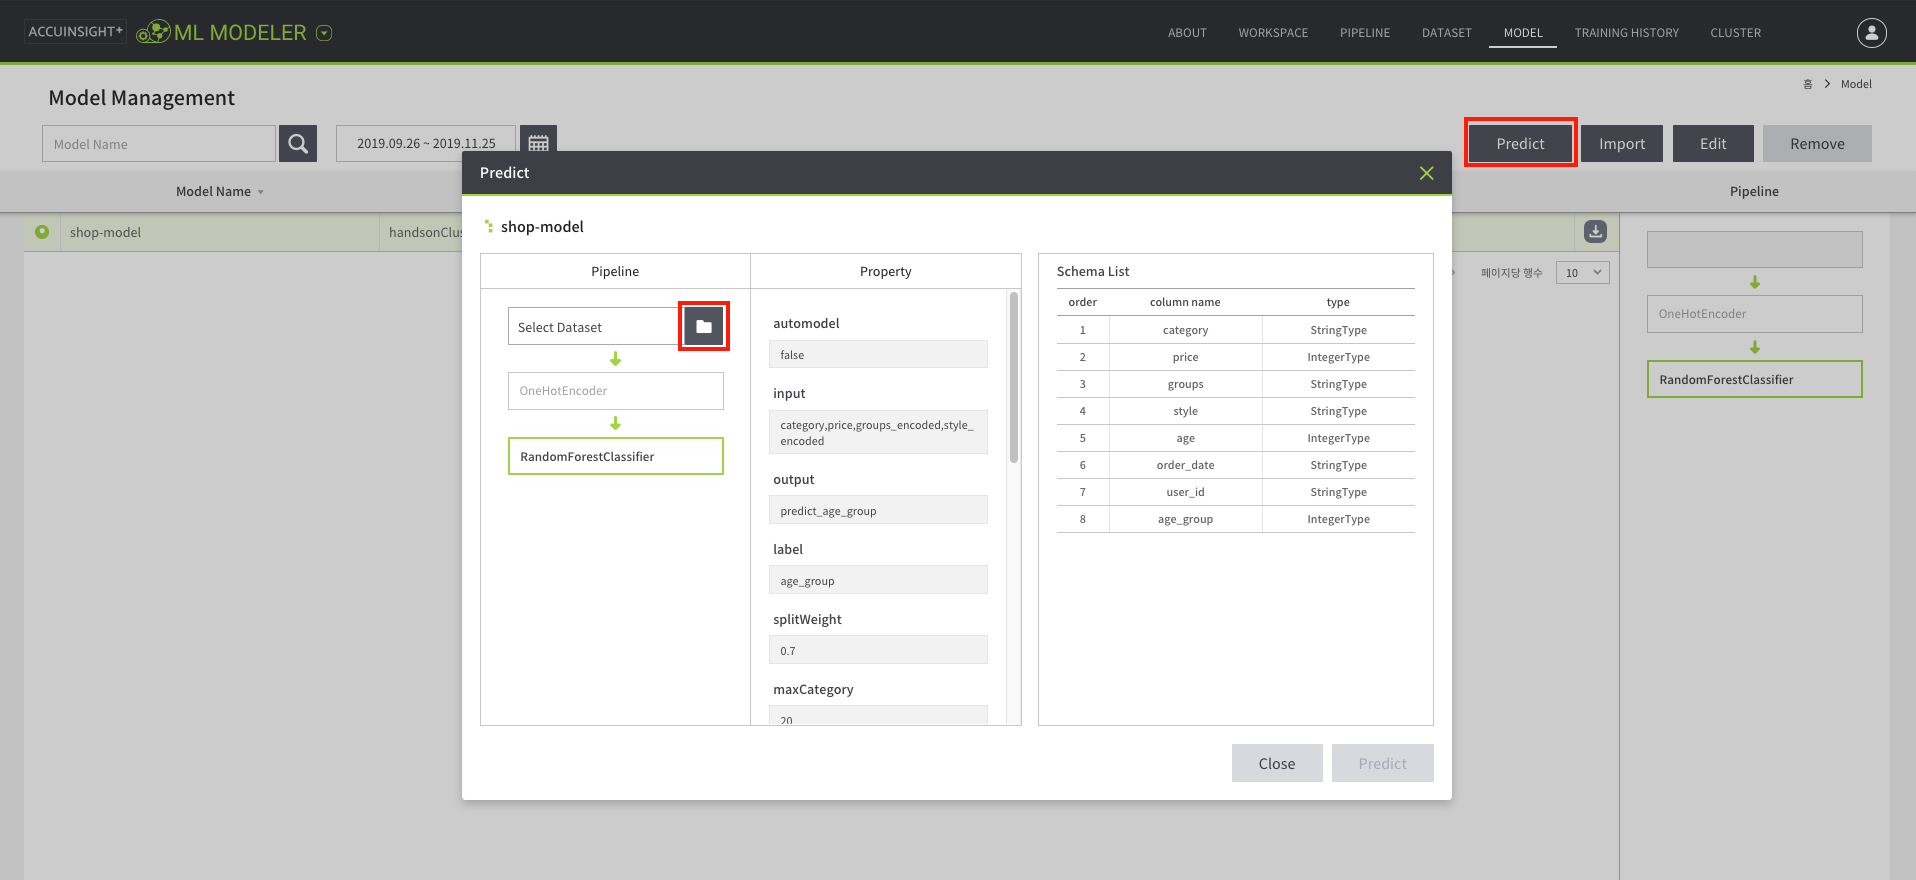 ACCUINSIGHT+ ML MODELER
ABOUT WORKSPACE PIPELINE DATASET MODEL TRAINING HISTORY CLUSTER
홈 > Model
Model Management
Model Name
2019.09.26 ~ 2019.11.25
Predict Import Edit Remove
Model Name
Pipeline
shop-model
페이지당 행수 10
OneHotEncoder
RandomForestClassifier
Predict
shop-model
Pipeline
Select Dataset
OneHotEncoder
RandomForestClassifier
Property
automodel
false
input
category,price,groups_encoded,style_
encoded
output
predict_age_group
label
age_group
splitWeight
0.7
maxCategory
20
Schema List
order column name type
1 category StringType
2 price IntegerType
3 groups StringType
4 style StringType
5 age IntegerType
6 order_date StringType
7 user_id StringType
8 age_group IntegerType
Close Predict